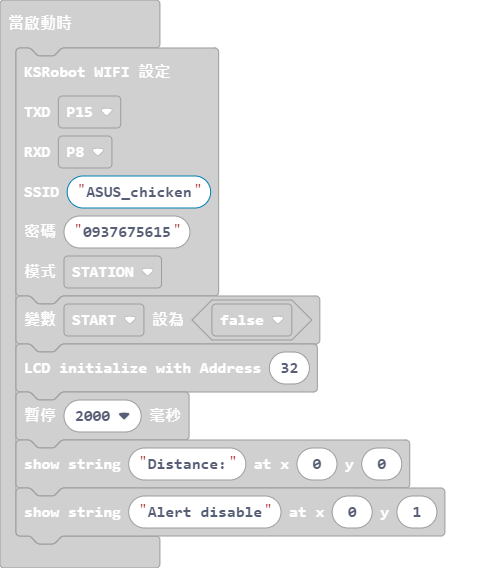 當啟動時
KSRobot WIFI 設定
TXD P15
RXD P8
SSID "ASUS_chicken"
密碼 "0937675615"
模式 STATION
變數 START 設為 false
LCD initialize with Address 32
暫停 2000 毫秒
show string "Distance:" at x 0 y 0
show string "Alert disable" at x 0 y 1